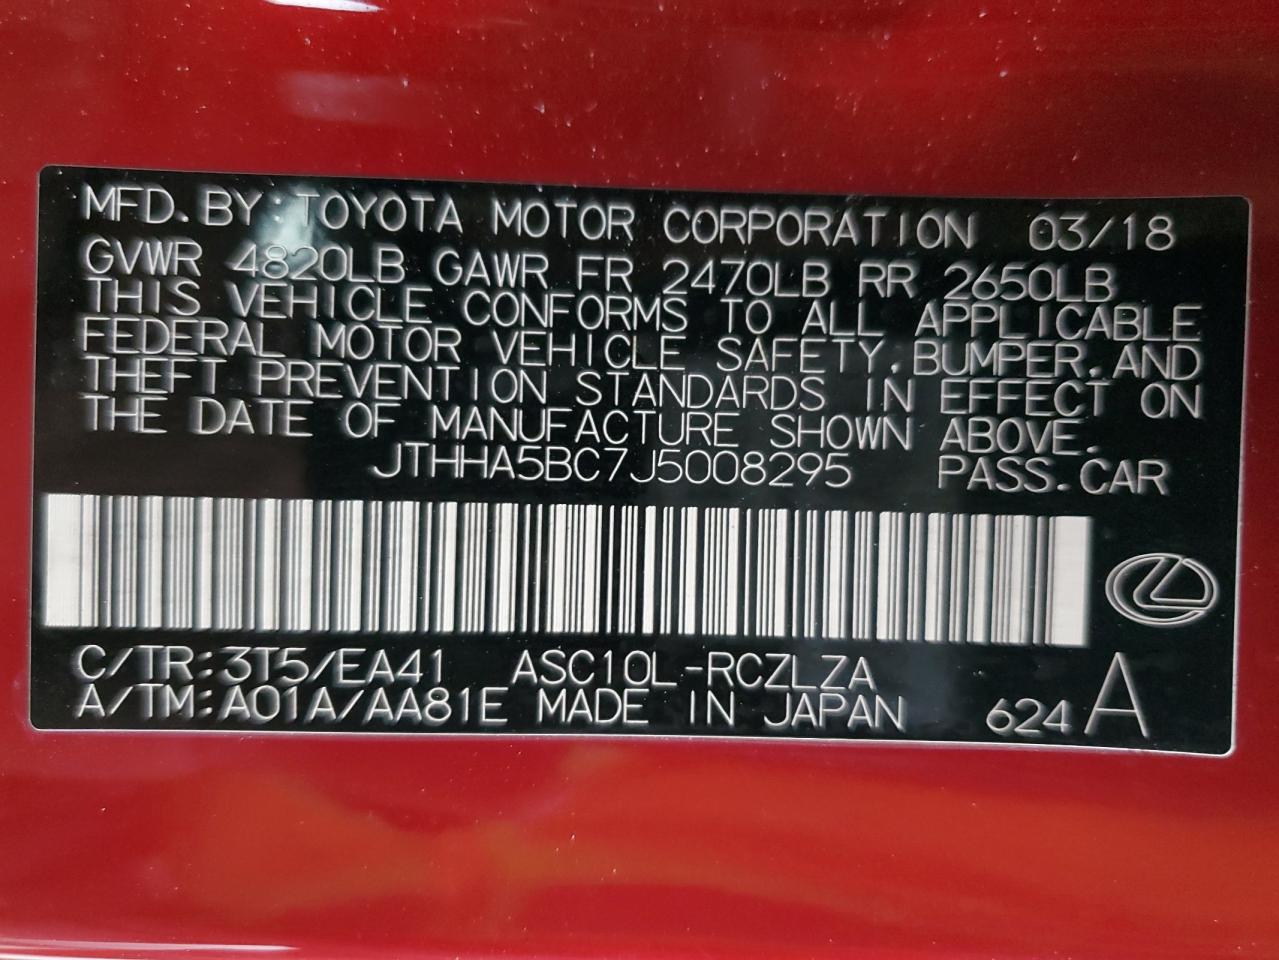 MFD. BY: TOYOTA MOTOR CORPORATION 03/18
GVWR 4820LB GAWR FR 2470LB RR 2650LB
THIS VEHICLE CONFORMS TO ALL APPLICABLE
FEDERAL MOTOR VEHICLE SAFETY, BUMPER, AND
THEFT PREVENTION STANDARDS IN EFFECT ON
THE DATE OF MANUFACTURE SHOWN ABOVE.
JTHHA5BC7J5008295 PASS. CAR
C/TR: 3T5/EA41 ASC10L-RCZLZA
A/TM: A01A/AA81E MADE IN JAPAN 624 A